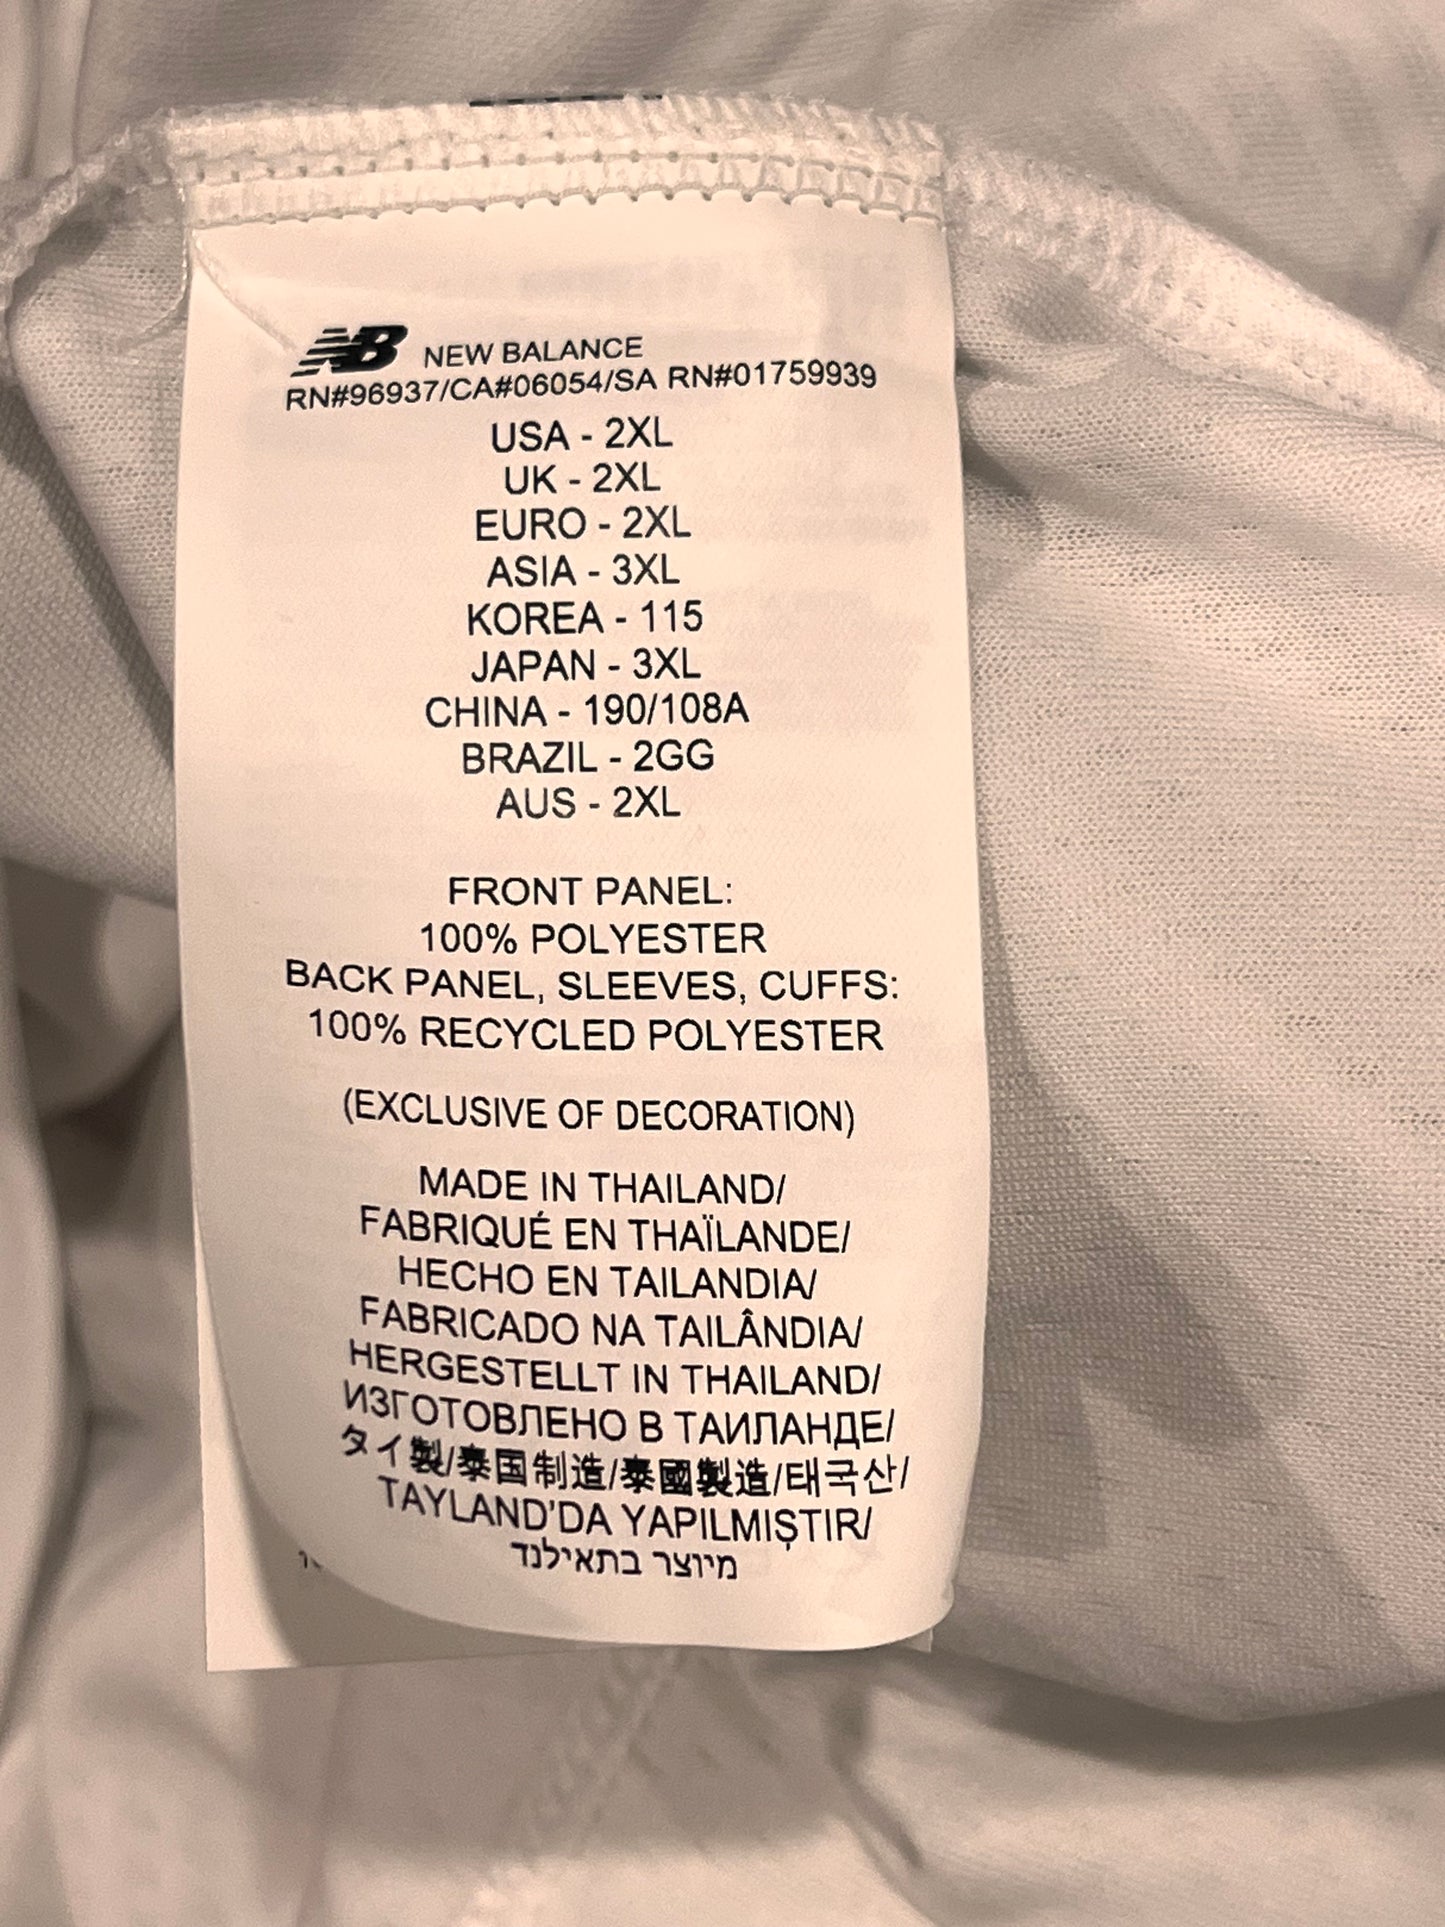 NB NEW BALANCE
RN#96937/CA#06054/SA RN#01759939
USA - 2XL
UK - 2XL
EURO - 2XL
ASIA - 3XL
KOREA - 115
JAPAN - 3XL
CHINA - 190/108A
BRAZIL - 2GG
AUS - 2XL
FRONT PANEL:
100% POLYESTER
BACK PANEL, SLEEVES, CUFFS:
100% RECYCLED POLYESTER
(EXCLUSIVE OF DECORATION)
MADE IN THAILAND/
FABRIQUÉ EN THAÏLANDE/
HECHO EN TAILANDIA/
FABRICADO NA TAILÂNDIA/
HERGESTELLT IN THAILAND/
ИЗГОТОВЛЕНО В ТАИЛАНДЕ/
タイ製/泰国制造/泰國製造/태국산/
TAYLAND'DA YAPILMIŞTIR/
מיוצר בתאילנד